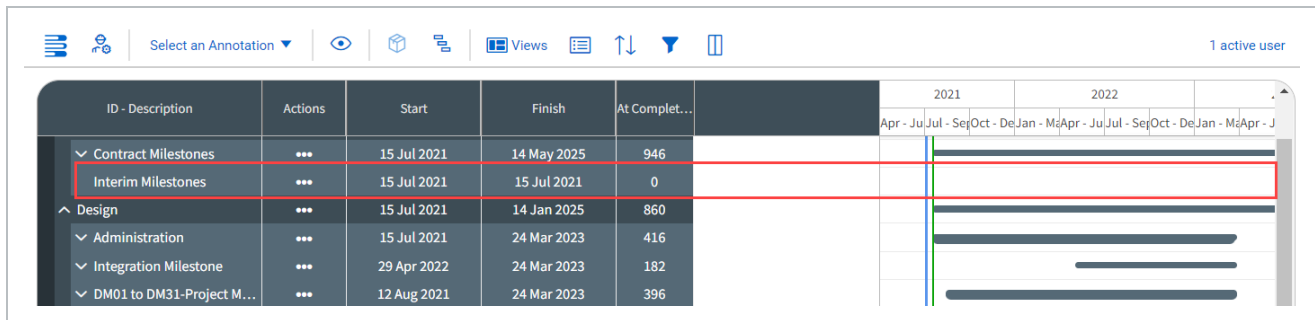 Select an Annotation Views 1 active user
ID - Description Actions Start Finish At Complet... 2021 2022
Apr - Ju Jul - Sep Oct - De Jan - Ma Apr - Ju Jul - Sep Oct - De Jan - Ma Apr - J
Contract Milestones ••• 15 Jul 2021 14 May 2025 946
Interim Milestones ••• 15 Jul 2021 15 Jul 2021 0
Design ••• 15 Jul 2021 14 Jan 2025 860
Administration ••• 15 Jul 2021 24 Mar 2023 416
Integration Milestone ••• 29 Apr 2022 24 Mar 2023 182
DM01 to DM31-Project M... ••• 12 Aug 2021 24 Mar 2023 396